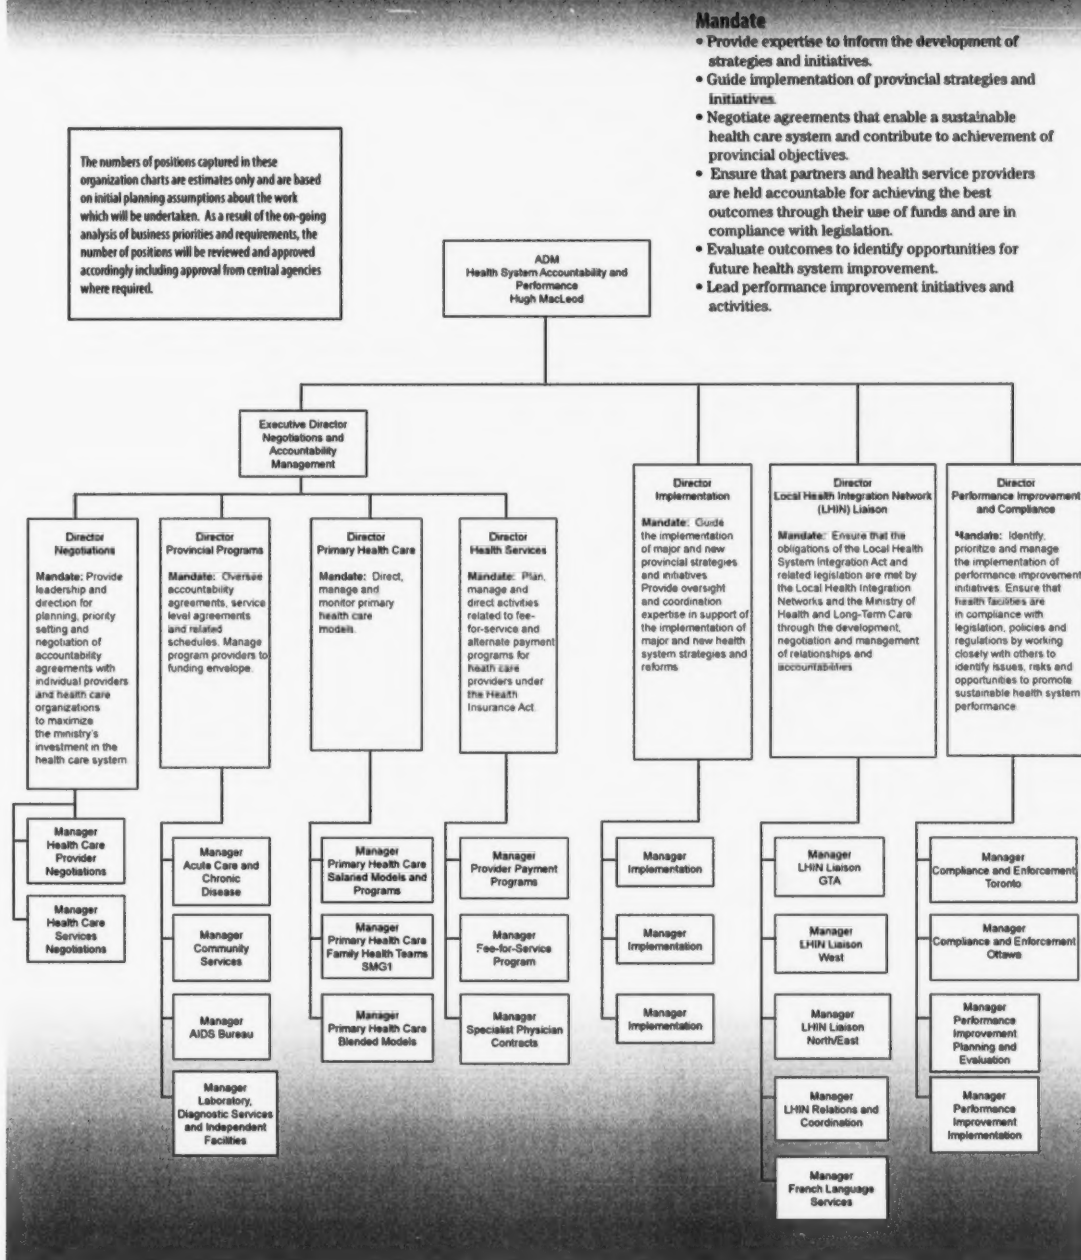 Mandate
• Provide expertise to inform the development of
strategies and initiatives.
• Guide implementation of provincial strategies and
initiatives.
• Negotiate agreements that enable a sustainable
health care system and contribute to achievement of
provincial objectives.
• Ensure that partners and health service providers
are held accountable for achieving the best
outcomes through their use of funds and are in
compliance with legislation.
• Evaluate outcomes to identify opportunities for
future health system improvement.
• Lead performance improvement initiatives and
activities.
The numbers of positions captured in these
organization charts are estimates only and are based
on initial planning assumptions about the work
which will be undertaken. As a result of the on-going
analysis of business priorities and requirements, the
number of positions will be reviewed and approved
accordingly including approval from central agencies
where required.
ADM
Health System Accountability and
Performance
Hugh MacLeod
Executive Director
Negotiations and
Accountability
Management
Director
Negotiations
Mandate: Provide
leadership and
direction for
planning, priority
setting and
negotiation of
accountability
agreements with
individual providers
and health care
organizations
to maximize
the ministry's
investment in the
health care system
Director
Provincial Programs
Mandate: Oversee
accountability
agreements, service
level agreements
and related
schedules. Manage
program providers to
funding envelope.
Director
Primary Health Care
Mandate: Direct,
manage and
monitor primary
health care
models.
Director
Health Services
Mandate: Plan,
manage and
direct activities
related to fee-
for-service and
alternate payment
programs for
health care
providers under
the Health
Insurance Act.
Director
Implementation
Mandate: Guide
the implementation
of major and new
provincial strategies
and initiatives
Provide oversight
and coordination
expertise in support of
the implementation of
major and new health
system strategies and
reforms
Director
Local Health Integration Network
(LHIN) Liaison
Mandate: Ensure that the
obligations of the Local Health
System Integration Act and
related legislation are met by
the Local Health Integration
Networks and the Ministry of
Health and Long-Term Care
through the development,
negotiation and management
of relationships and
accountabilities
Director
Performance Improvement
and Compliance
Mandate: Identify,
prioritize and manage
the implementation of
performance improvement
initiatives. Ensure that
health facilities are
in compliance with
legislation, policies and
regulations by working
closely with others to
identify issues, risks and
opportunities to promote
sustainable health system
performance
Manager
Health Care
Provider
Negotiations
Manager
Health Care
Services
Negotiations
Manager
Acute Care and
Chronic
Disease
Manager
Community
Services
Manager
AIDS Bureau
Manager
Laboratory,
Diagnostic Services
and Independent
Facilities
Manager
Primary Health Care
Salaried Models and
Programs
Manager
Primary Health Care
Family Health Teams
SMG1
Manager
Primary Health Care
Blended Models
Manager
Provider Payment
Programs
Manager
Fee-for-Service
Program
Manager
Specialist Physician
Contracts
Manager
Implementation
Manager
Implementation
Manager
Implementation
Manager
LHIN Liaison
GTA
Manager
LHIN Liaison
West
Manager
LHIN Liaison
North/East
Manager
LHIN Relations and
Coordination
Manager
French Language
Services
Manager
Compliance and Enforcement
Toronto
Manager
Compliance and Enforcement
Ottawa
Manager
Performance
Improvement
Planning and
Evaluation
Manager
Performance
Improvement
Implementation